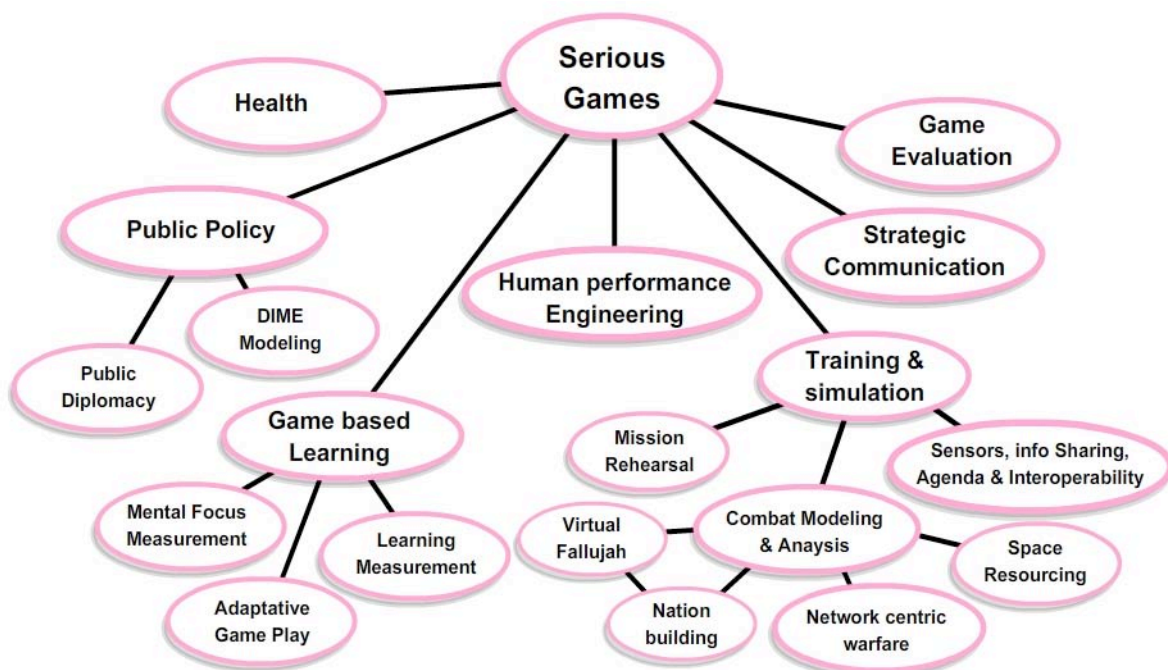 Serious
Games
Health
Game
Evaluation
Public Policy
Strategic
Communication
Human performance
Engineering
DIME
Modeling
Public
Diplomacy
Training &
simulation
Game based
Learning
Mission
Rehearsal
Sensors, info Sharing,
Agenda & Interoperability
Mental Focus
Measurement
Learning
Measurement
Virtual
Fallujah
Combat Modeling
& Anaysis
Space
Resourcing
Adaptative
Game Play
Nation
building
Network centric
warfare